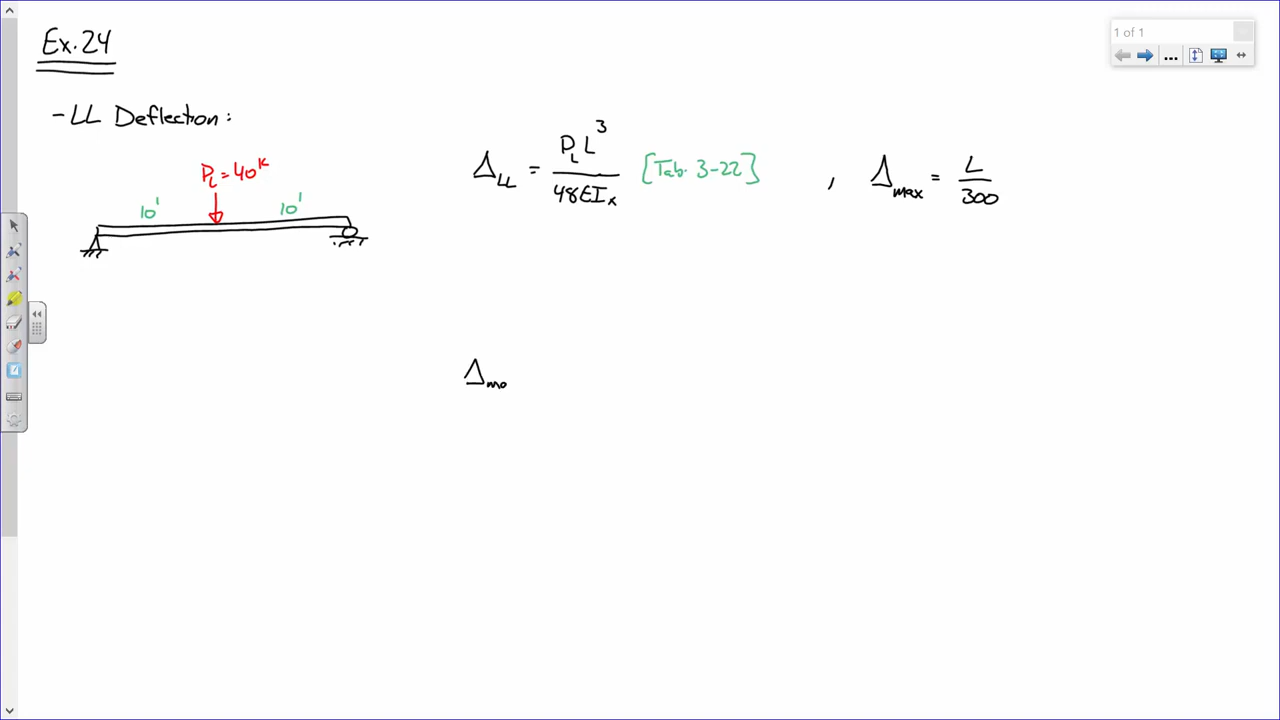 Ex. 24
1 of 1
- LL Deflection:
P_L = 40^k
10' 10'
Δ_LL = P_L L^3 / 48EI_x [Tab. 3-22] , Δ_max = L / 300
Δ_ma